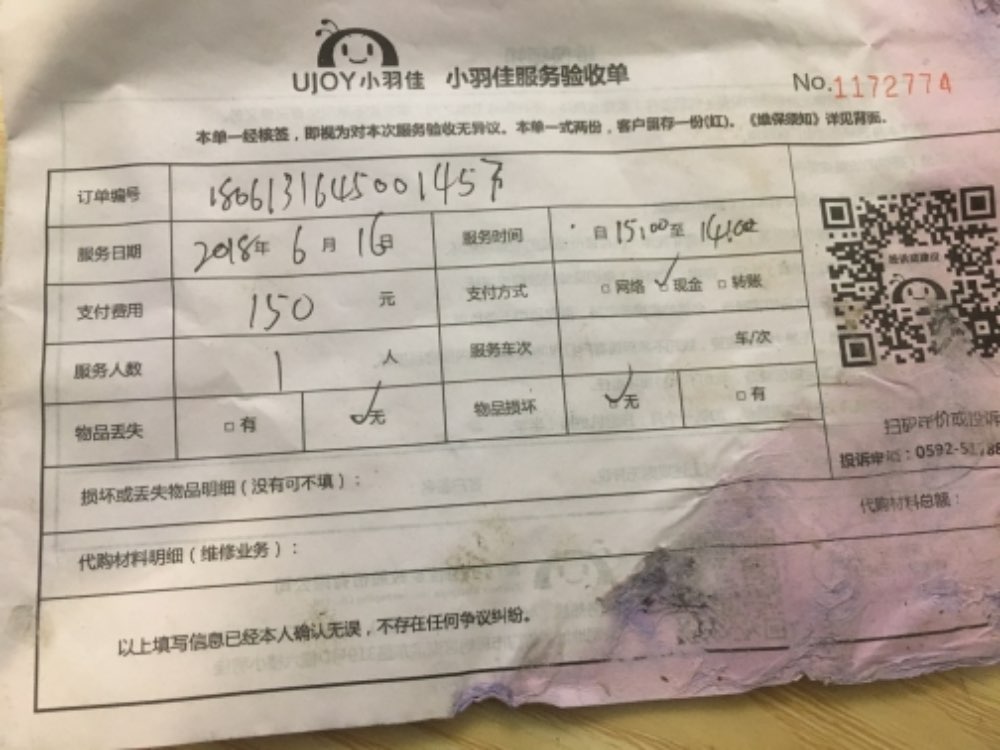 UJOY小羽佳 小羽佳服务验收单
No.1172774
本单一经核签，即视为对本次服务验收无异议。本单一式两份，客户留存一份(红)。《维保须知》详见背面。
订单编号 180613164500145
服务日期 2018年 6 月 16日 服务时间 自 15:00至 14:00
支付费用 150 元 支付方式 □ 网络 ✓现金 □ 转账
服务人数 1 人 服务车次 车/次
物品丢失 □ 有 ✓无 物品损坏 ✓无 □ 有
扫码评价或投诉
投诉电话：0592-51
损坏或丢失物品明细（没有可不填）：
代购材料总额：
代购材料明细（维修业务）：
以上填写信息已经本人确认无误，不存在任何争议纠纷。